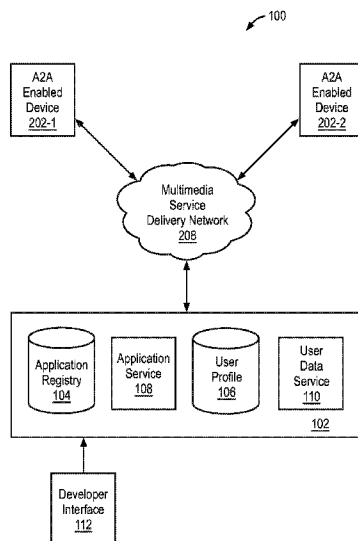 100
A2A
Enabled
Device
202-1
A2A
Enabled
Device
202-2
Multimedia
Service
Delivery Network
208
Application
Registry
104
Application
Service
108
User
Profile
106
User
Data
Service
110
102
Developer
Interface
112